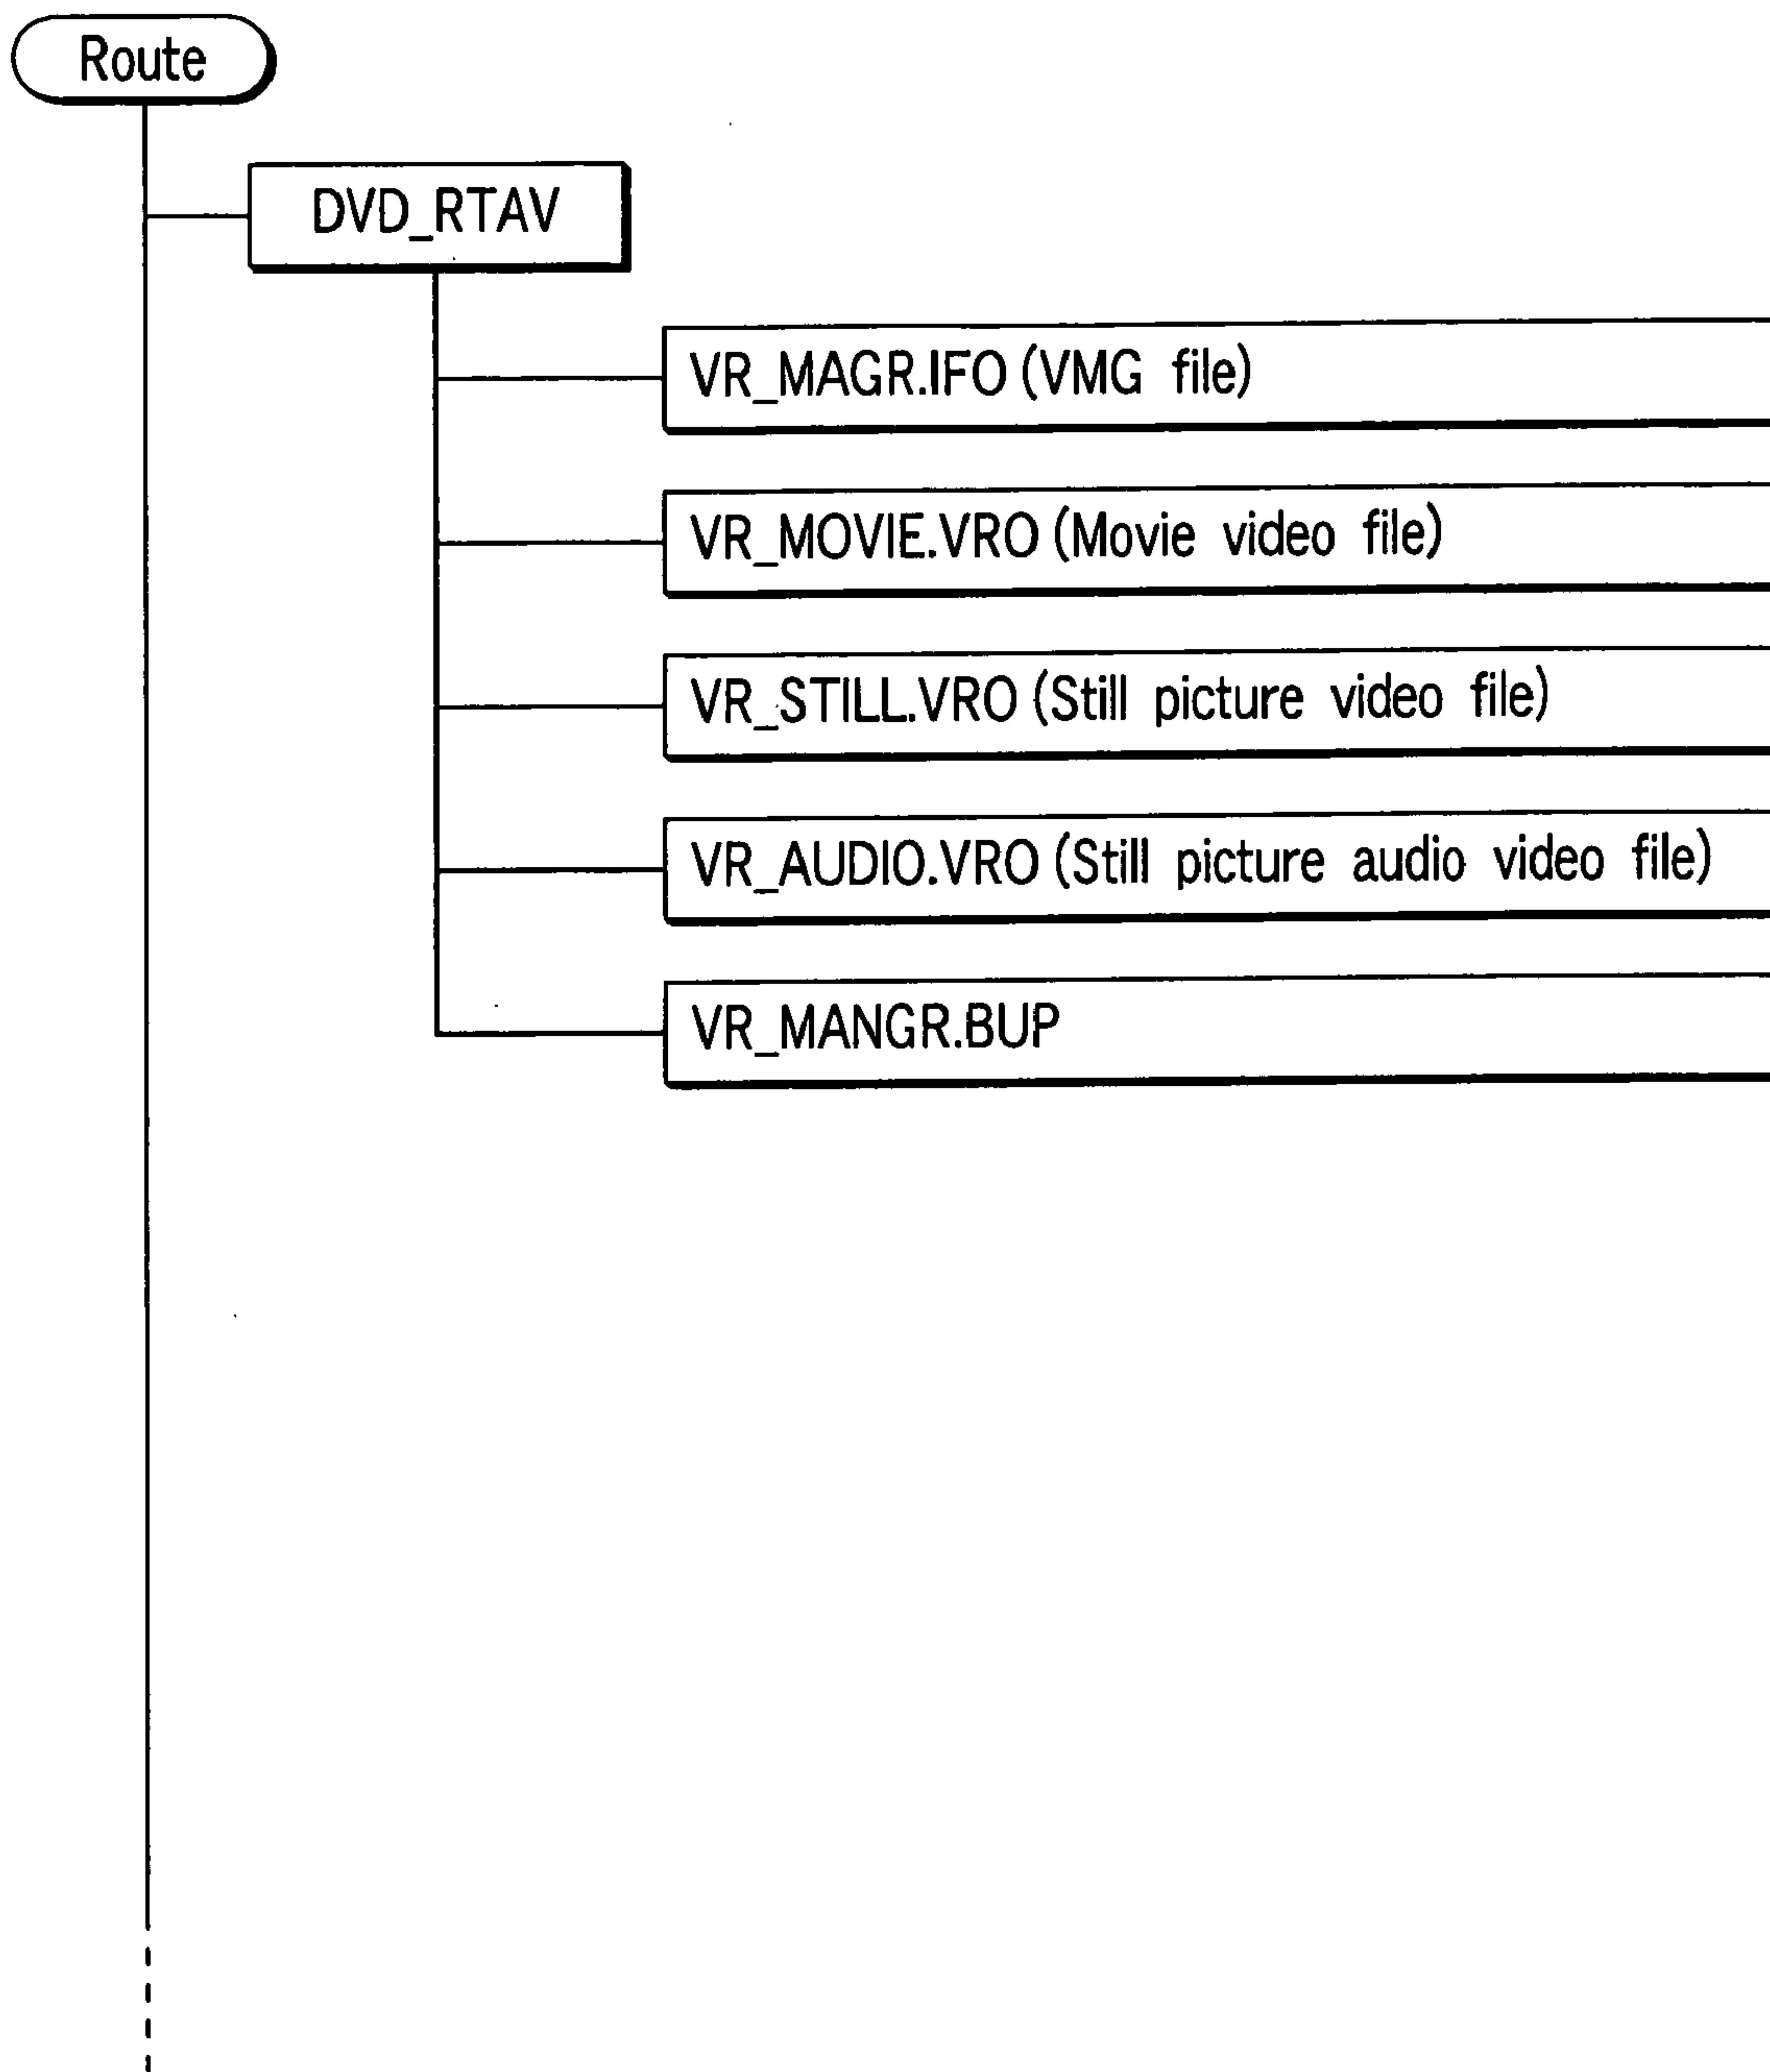 Route
DVD_RTAV
VR_MAGR.IFO (VMG file)
VR_MOVIE.VRO (Movie video file)
VR_STILL.VRO (Still picture video file)
VR_AUDIO.VRO (Still picture audio video file)
VR_MANGR.BUP